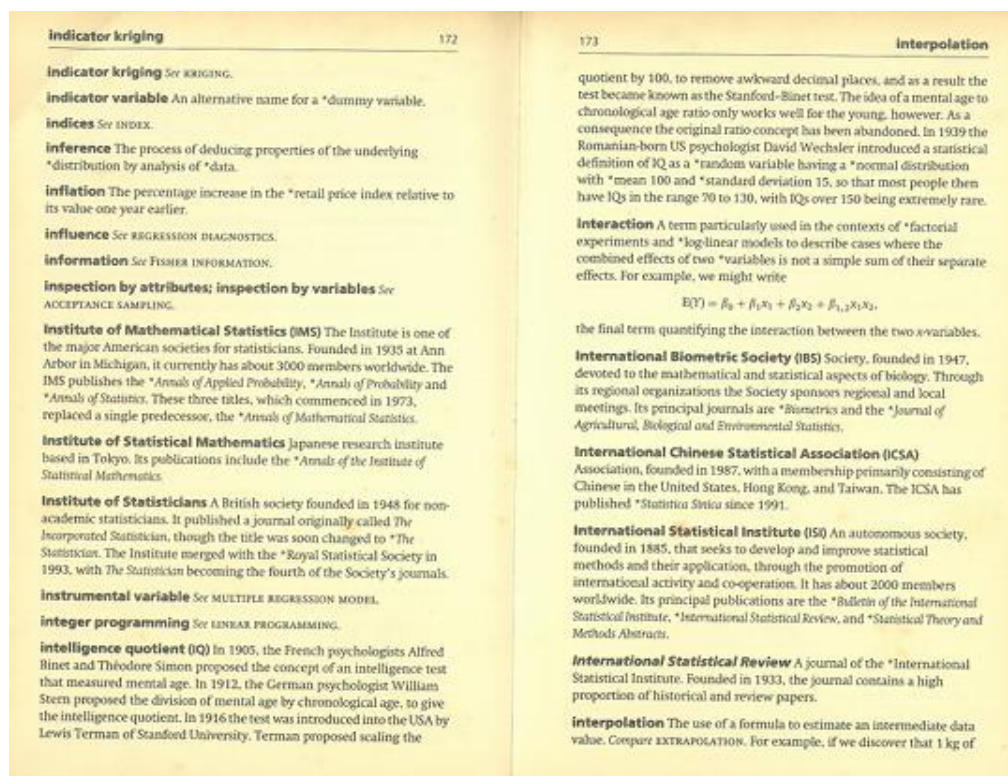 indicator kriging 172
indicator kriging See KRIGING.
indicator variable An alternative name for a *dummy variable.
indices See INDEX.
inference The process of deducing properties of the underlying
*distribution by analysis of *data.
inflation The percentage increase in the *retail price index relative to
its value one year earlier.
influence See REGRESSION DIAGNOSTICS.
information See FISHER INFORMATION.
inspection by attributes; inspection by variables See
ACCEPTANCE SAMPLING.
Institute of Mathematical Statistics (IMS) The Institute is one of
the major American societies for statisticians. Founded in 1935 at Ann
Arbor in Michigan, it currently has about 3000 members worldwide. The
IMS publishes the *Annals of Applied Probability, *Annals of Probability and
*Annals of Statistics. These three titles, which commenced in 1973,
replaced a single predecessor, the *Annals of Mathematical Statistics.
Institute of Statistical Mathematics Japanese research institute
based in Tokyo. Its publications include the *Annals of the Institute of
Statistical Mathematics.
Institute of Statisticians A British society founded in 1948 for non-
academic statisticians. It published a journal originally called The
Incorporated Statistician, though the title was soon changed to *The
Statistician. The Institute merged with the *Royal Statistical Society in
1993, with The Statistician becoming the fourth of the Society's journals.
instrumental variable See MULTIPLE REGRESSION MODEL.
integer programming See LINEAR PROGRAMMING.
intelligence quotient (IQ) In 1905, the French psychologists Alfred
Binet and Théodore Simon proposed the concept of an intelligence test
that measured mental age. In 1912, the German psychologist William
Stern proposed the division of mental age by chronological age, to give
the intelligence quotient. In 1916 the test was introduced into the USA by
Lewis Terman of Stanford University. Terman proposed scaling the
173 interpolation
quotient by 100, to remove awkward decimal places, and as a result the
test became known as the Stanford–Binet test. The idea of a mental age to
chronological age ratio only works well for the young, however. As a
consequence the original ratio concept has been abandoned. In 1939 the
Romanian-born US psychologist David Wechsler introduced a statistical
definition of IQ as a *random variable having a *normal distribution
with *mean 100 and *standard deviation 15, so that most people then
have IQs in the range 70 to 130, with IQs over 150 being extremely rare.
interaction A term particularly used in the contexts of *factorial
experiments and *log-linear models to describe cases where the
combined effects of two *variables is not a simple sum of their separate
effects. For example, we might write
E(Y) = β₀ + β₁x₁ + β₂x₂ + β₁,₂x₁x₂,
the final term quantifying the interaction between the two x-variables.
International Biometric Society (IBS) Society, founded in 1947,
devoted to the mathematical and statistical aspects of biology. Through
its regional organizations the Society sponsors regional and local
meetings. Its principal journals are *Biometrics and the *Journal of
Agricultural, Biological and Environmental Statistics.
International Chinese Statistical Association (ICSA)
Association, founded in 1987, with a membership primarily consisting of
Chinese in the United States, Hong Kong, and Taiwan. The ICSA has
published *Statistica Sinica since 1991.
International Statistical Institute (ISI) An autonomous society,
founded in 1885, that seeks to develop and improve statistical
methods and their application, through the promotion of
international activity and co-operation. It has about 2000 members
worldwide. Its principal publications are the *Bulletin of the International
Statistical Institute, *International Statistical Review, and *Statistical Theory and
Methods Abstracts.
International Statistical Review A journal of the *International
Statistical Institute. Founded in 1933, the journal contains a high
proportion of historical and review papers.
interpolation The use of a formula to estimate an intermediate data
value. Compare EXTRAPOLATION. For example, if we discover that 1 kg of